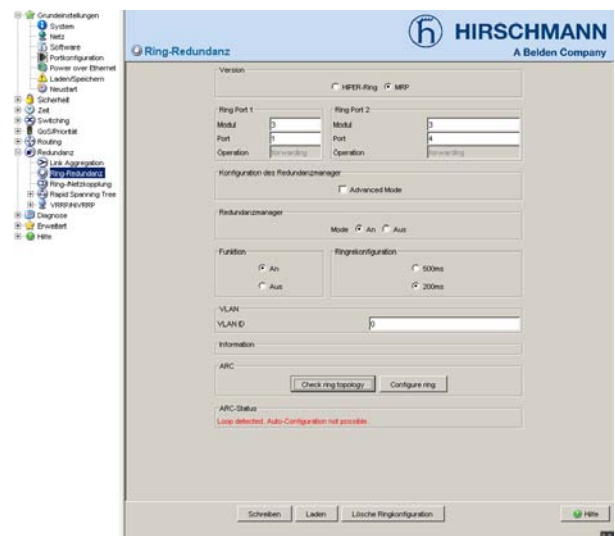 Grundeinstellungen
System
Netz
Software
Portkonfiguration
Power over Ethernet
Laden/Speichern
Neustart
Sicherheit
Zeit
Switching
QoS/Priorität
Routing
Redundanz
Link Aggregation
Ring-Redundanz
Ring-/Netzkopplung
Rapid Spanning Tree
VRRP/HiVRRP
Diagnose
Erweitert
Hilfe
Ring-Redundanz
HIRSCHMANN
A Belden Company
Version
HIPER-Ring MRP
Ring Port 1 Ring Port 2
Modul 3 Modul 3
Port 1 Port 4
Operation forwarding Operation forwarding
Konfiguration des Redundanzmanager
Advanced Mode
Redundanzmanager
Mode An Aus
Funktion Ringrekonfiguration
An 500ms
Aus 200ms
VLAN
VLAN ID 0
Information
ARC
Check ring topology Configure ring
ARC-Status
Loop detected. Auto-Configuration not possible.
Schreiben Laden Lösche Ringkonfiguration Hilfe